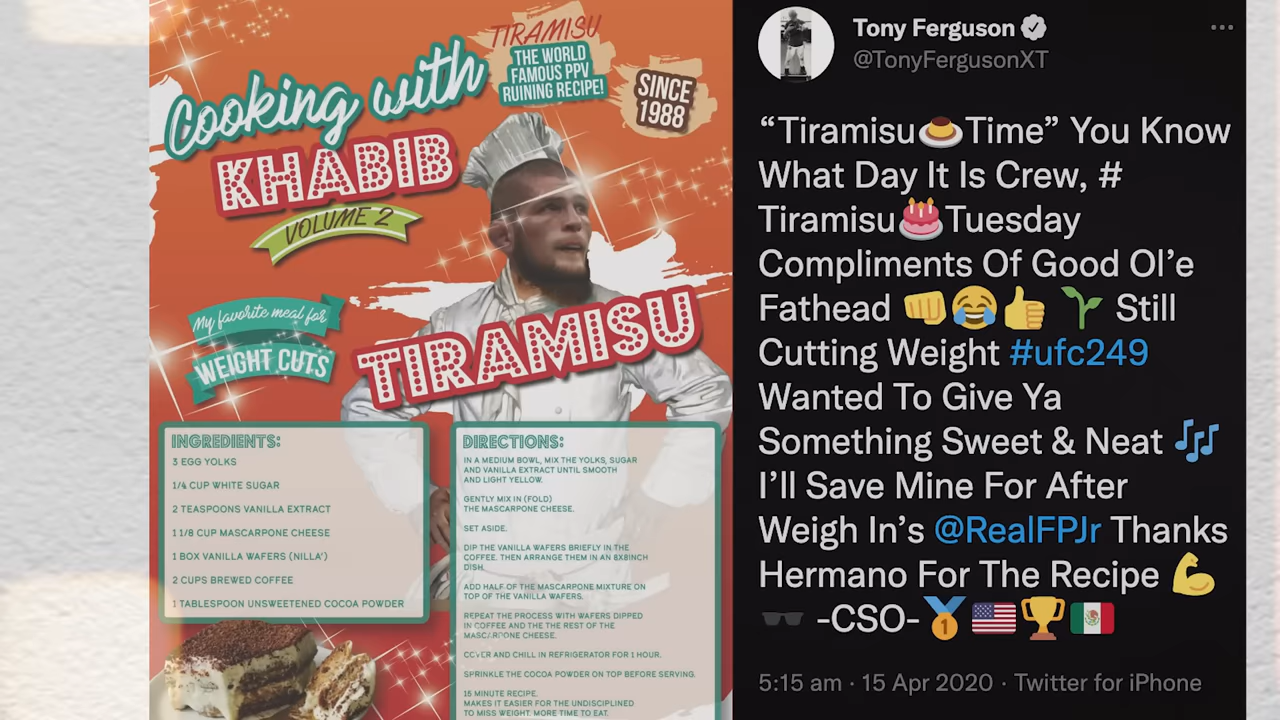 Cooking with
KHABIB
VOLUME 2
TIRAMISU
THE WORLD
FAMOUS PPV
RUINING RECIPE!
SINCE
1988
My favorite meal for
WEIGHT CUTS
TIRAMISU
INGREDIENTS:
3 EGG YOLKS
1/4 CUP WHITE SUGAR
2 TEASPOONS VANILLA EXTRACT
1 1/8 CUP MASCARPONE CHEESE
1 BOX VANILLA WAFERS (NILLA')
2 CUPS BREWED COFFEE
1 TABLESPOON UNSWEETENED COCOA POWDER
DIRECTIONS:
IN A MEDIUM BOWL, MIX THE YOLKS, SUGAR
AND VANILLA EXTRACT UNTIL SMOOTH
AND LIGHT YELLOW.
GENTLY MIX IN (FOLD)
THE MASCARPONE CHEESE.
SET ASIDE.
DIP THE VANILLA WAFERS BRIEFLY IN THE
COFFEE. THEN ARRANGE THEM IN AN 8X8INCH
DISH.
ADD HALF OF THE MASCARPONE MIXTURE ON
TOP OF THE VANILLA WAFERS.
REPEAT THE PROCESS WITH WAFERS DIPPED
IN COFFEE AND THE THE REST OF THE
MASCARPONE CHEESE.
COVER AND CHILL IN REFRIGERATOR FOR 1 HOUR.
SPRINKLE THE COCOA POWDER ON TOP BEFORE SERVING.
15 MINUTE RECIPE.
MAKES IT EASIER FOR THE UNDISCIPLINED
TO MISS WEIGHT. MORE TIME TO EAT.
Tony Ferguson
@TonyFergusonXT
“Tiramisu🍮Time” You Know
What Day It Is Crew, #
Tiramisu🎂Tuesday
Compliments Of Good Ol’e
Fathead 👊😂👍 🌱 Still
Cutting Weight #ufc249
Wanted To Give Ya
Something Sweet & Neat 🎶
I’ll Save Mine For After
Weigh In’s @RealFPJr Thanks
Hermano For The Recipe 💪
🕶 -CSO-🥇🇺🇸🏆🇲🇽
5:15 am · 15 Apr 2020 · Twitter for iPhone